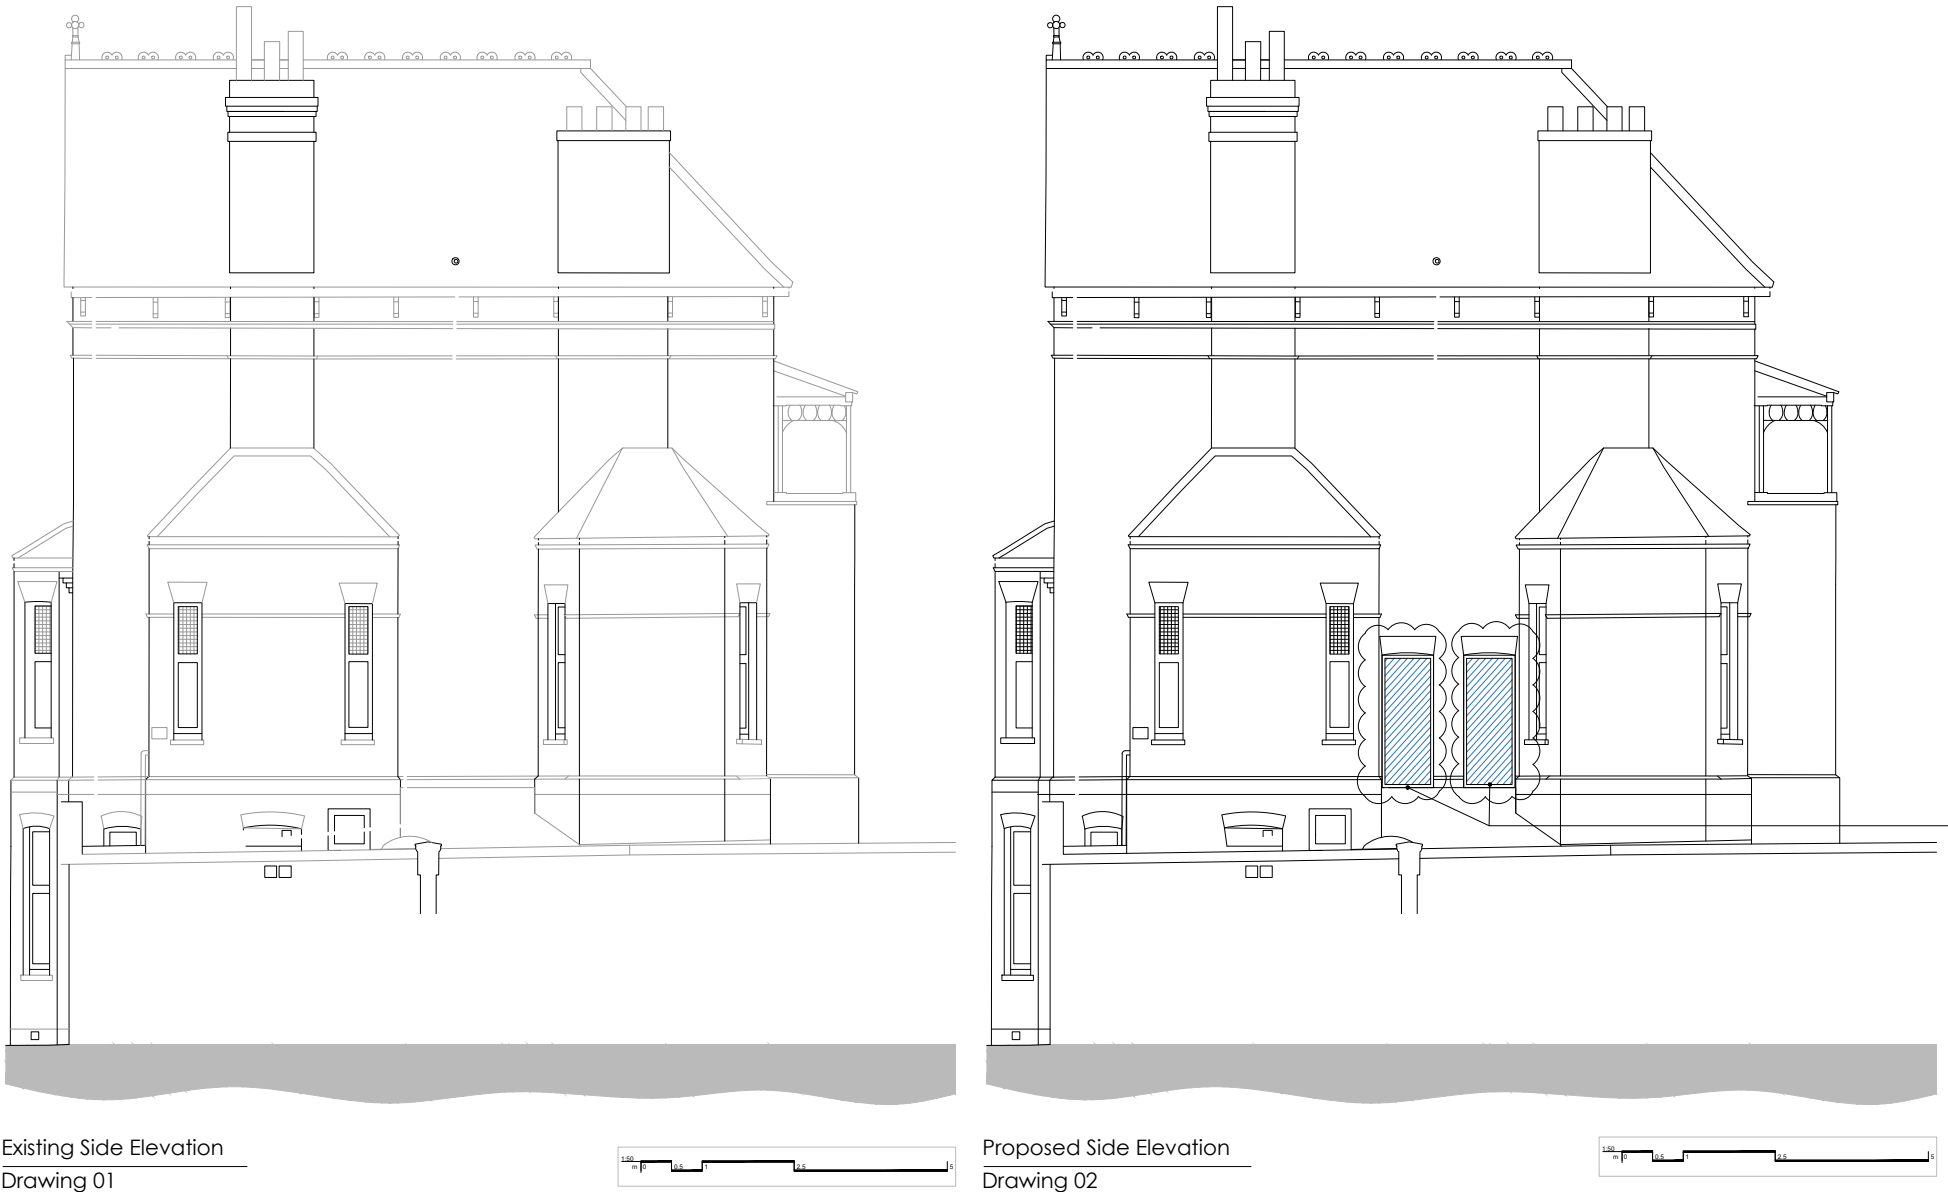 Existing Side Elevation
Drawing 01
1:50
m 0 0.5 1 2.5 5
Proposed Side Elevation
Drawing 02
1:50
m 0 0.5 1 2.5 5